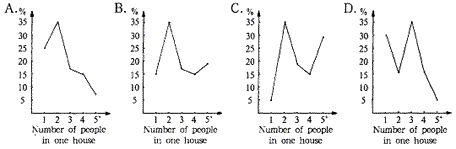 A. B. C. D.
% % % %
35 35 35 35
30 30 30 30
25 25 25 25
20 20 20 20
15 15 15 15
10 10 10 10
5 5 5 5
1 2 3 4 5+ 1 2 3 4 5+ 1 2 3 4 5+ 1 2 3 4 5+
Number of people Number of people Number of people Number of people
in one house in one house in one house in one house